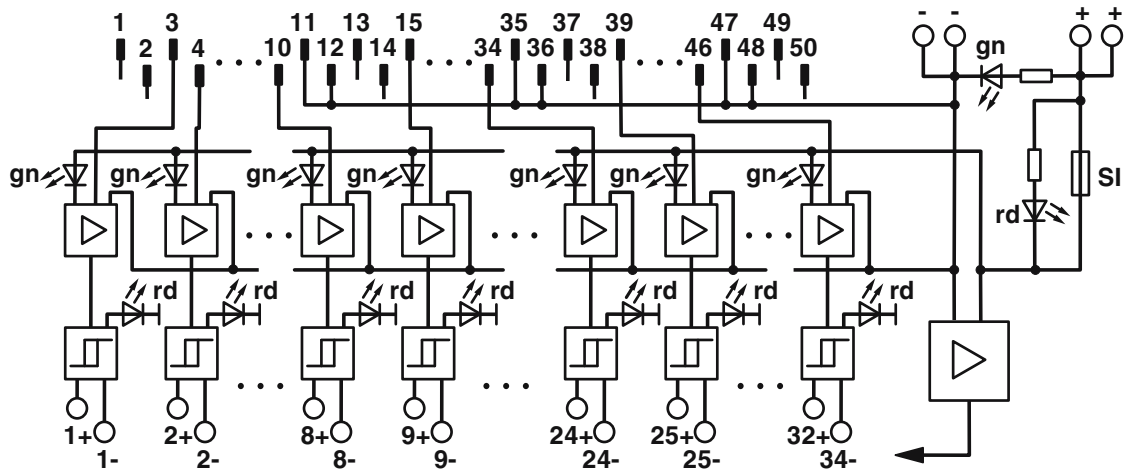 1 3 11 13 15 35 37 39 47 49 - - + +
2 4 10 12 14 34 36 38 46 48 50 gn
gn gn gn gn gn gn gn SI
rd
rd rd rd rd rd rd rd
1+ 2+ 8+ 9+ 24+ 25+ 32+
1- 2- 8- 9- 24- 25- 34-